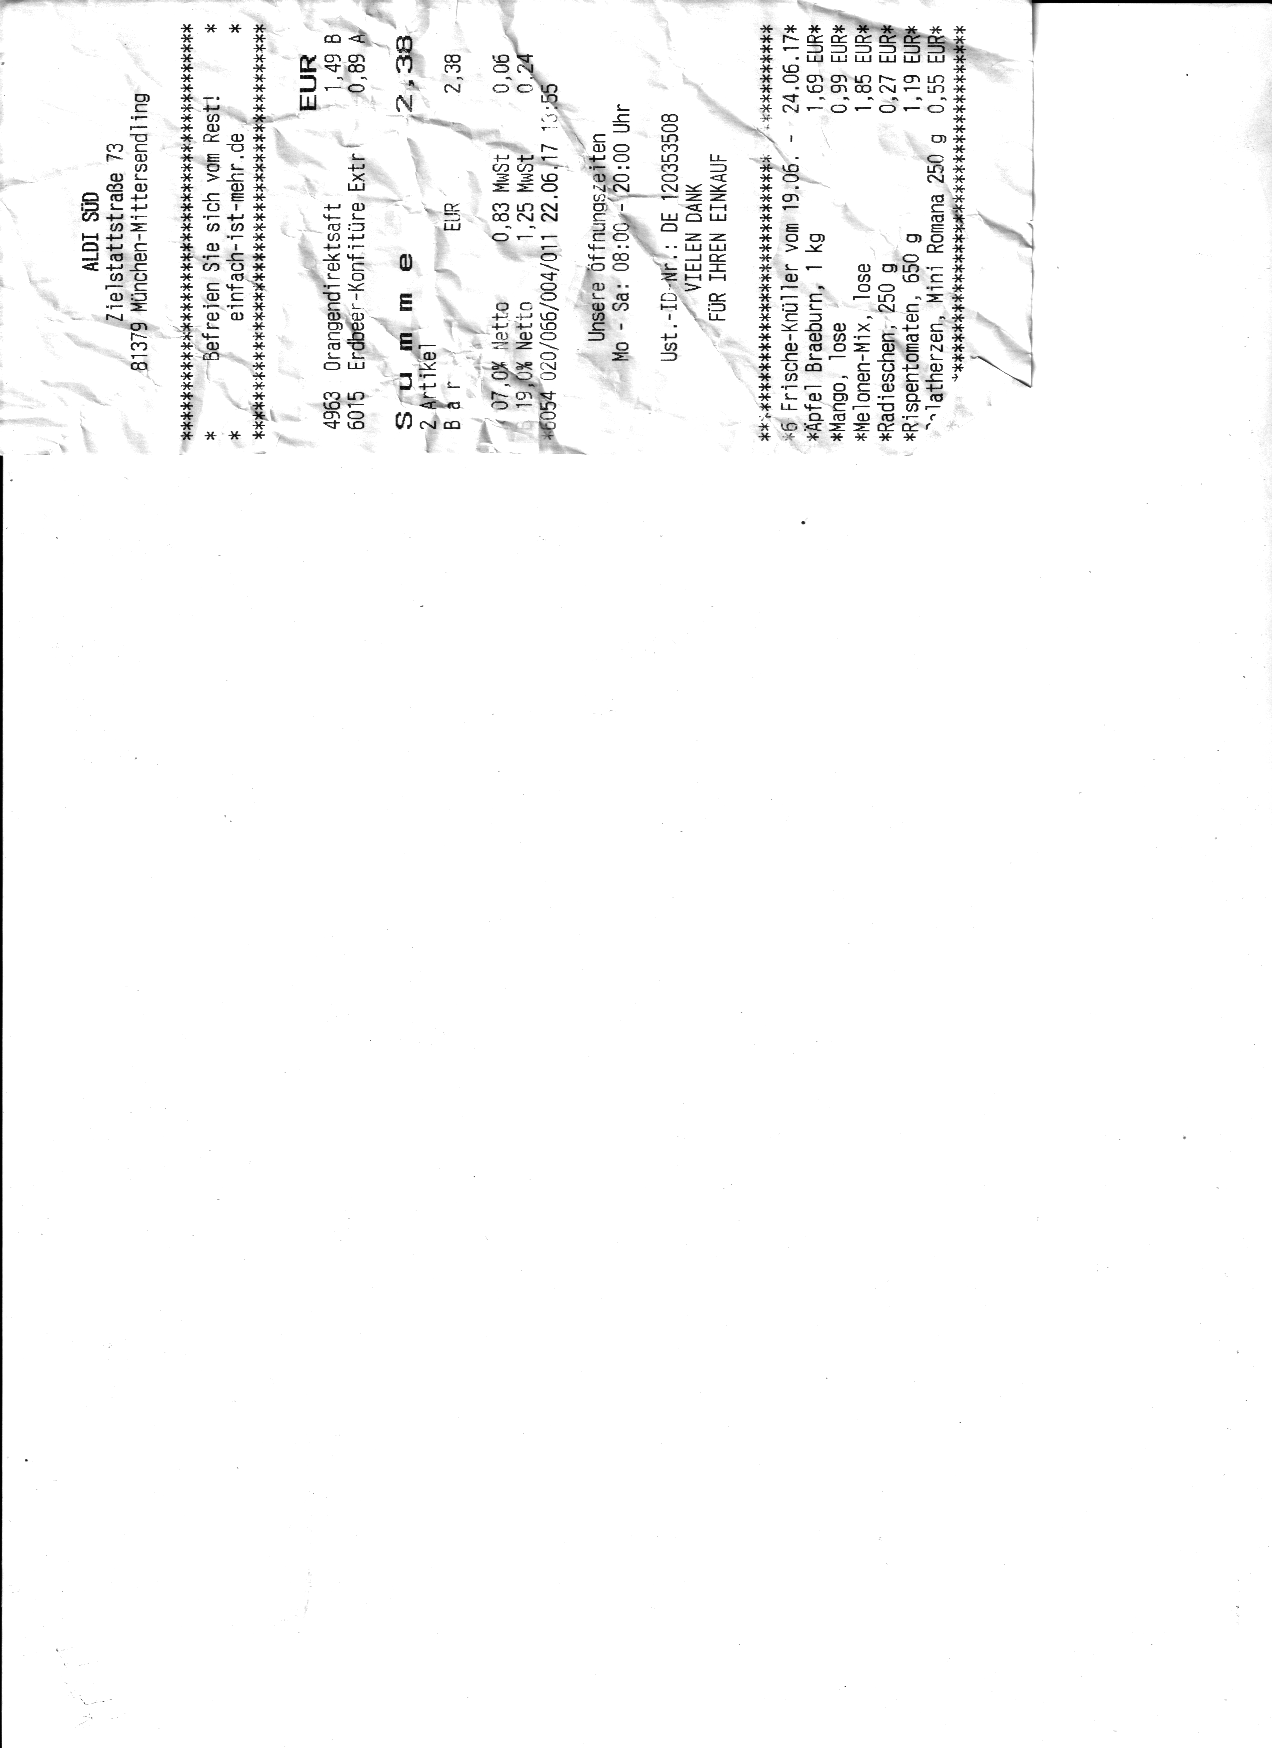 ALDI SÜD
Zielstattstraße 73
81379 München-Mittersendling
***********************************
* Befreien Sie sich vom Rest! *
* einfach-ist-mehr.de *
***********************************
EUR
4963 Orangendirektsaft 1,49 B
6015 Erdbeer-Konfitüre Extr 0,89 A
S u m m e 2,38
2 Artikel
B a r EUR 2,38
07,0% Netto 0,83 MwSt 0,06
19,0% Netto 1,25 MwSt 0,24
*6054 020/066/004/011 22.06.17
Unsere Öffnungszeiten
Mo - Sa: 08:00 - 20:00 Uhr
Ust.-ID-Nr.: DE 120353508
VIELEN DANK
FÜR IHREN EINKAUF
***********************************
*6 Frische-Knüller vom 19.06. - 24.06.17*
*Äpfel Braeburn, 1 kg 1,69 EUR*
*Mango, lose 0,99 EUR*
*Melonen-Mix, lose 1,85 EUR*
*Radieschen, 250 g 0,27 EUR*
*Rispentomaten, 650 g 1,19 EUR*
Mini Romana 250 g 0,55 EUR*
***********************************